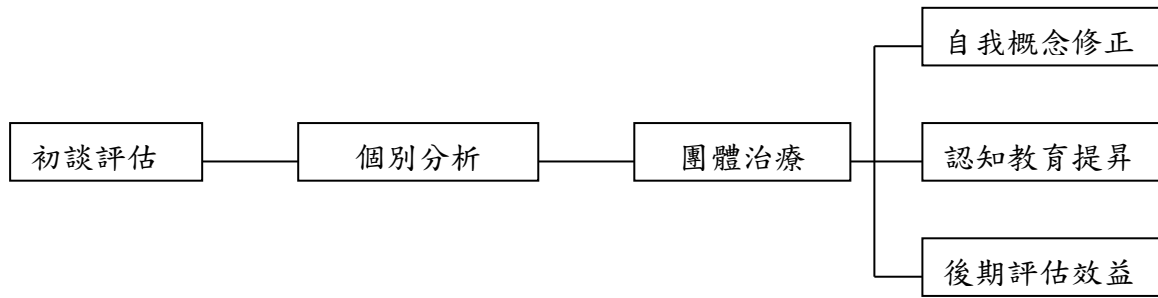 自我概念修正
初談評估
個別分析
團體治療
認知教育提昇
後期評估效益